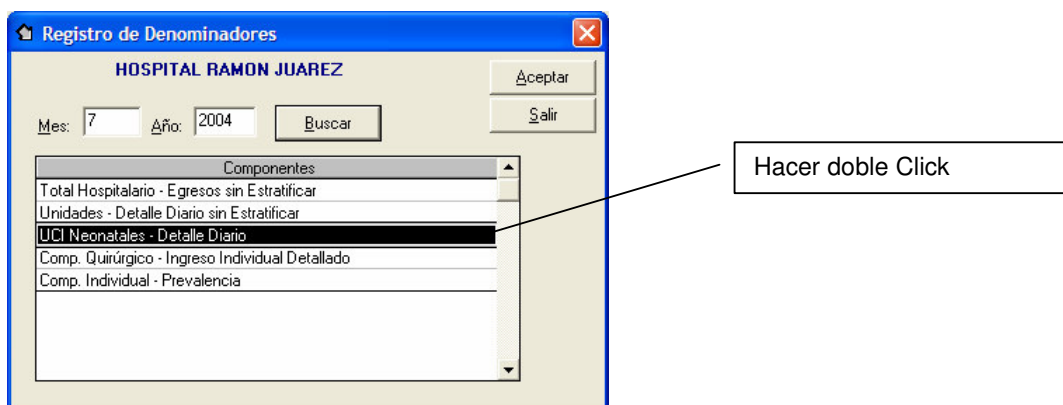 Registro de Denominadores
HOSPITAL RAMON JUAREZ
Aceptar
Mes: 7 Año: 2004 Buscar
Salir
Componentes
Total Hospitalario - Egresos sin Estratificar
Unidades - Detalle Diario sin Estratificar
UCI Neonatales - Detalle Diario
Comp. Quirúrgico - Ingreso Individual Detallado
Comp. Individual - Prevalencia
Hacer doble Click